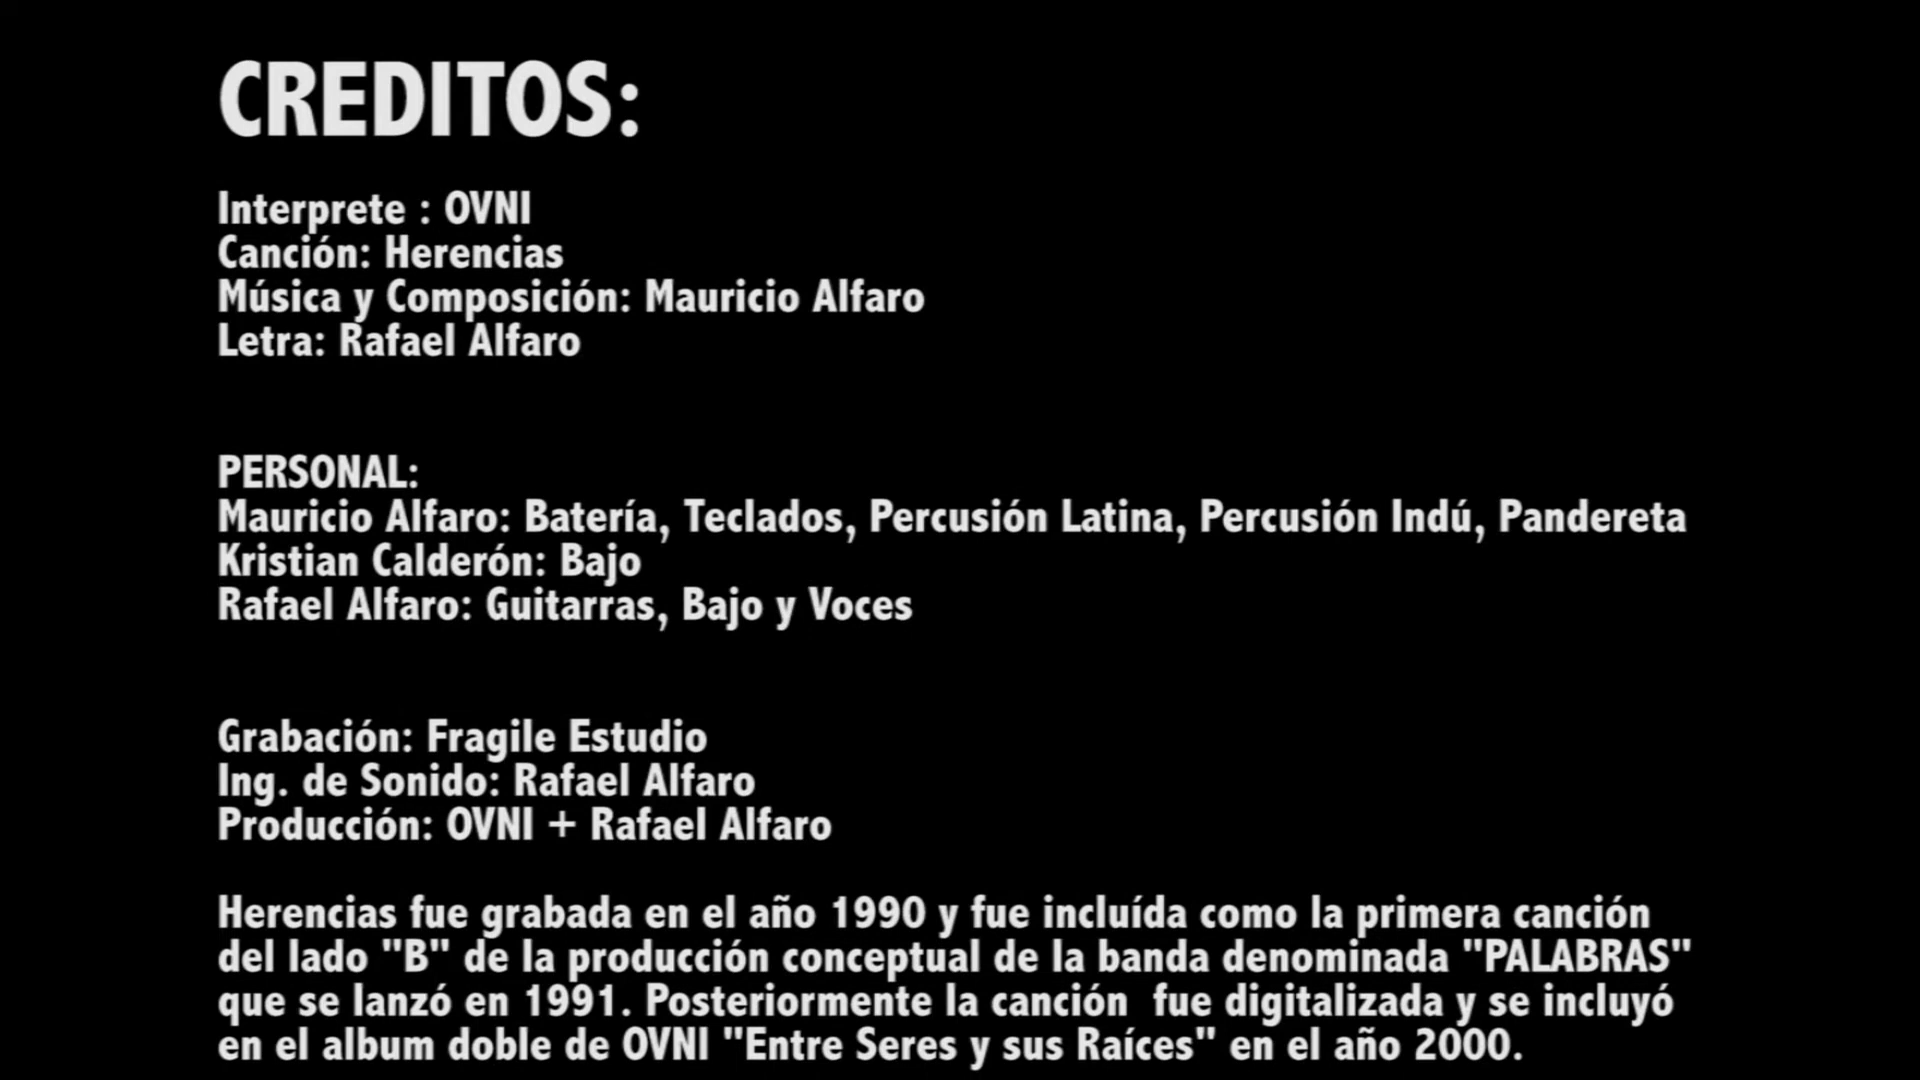 CREDITOS:
Interprete : OVNI
Canción: Herencias
Música y Composición: Mauricio Alfaro
Letra: Rafael Alfaro
PERSONAL:
Mauricio Alfaro: Batería, Teclados, Percusión Latina, Percusión Indú, Pandereta
Kristian Calderón: Bajo
Rafael Alfaro: Guitarras, Bajo y Voces
Grabación: Fragile Estudio
Ing. de Sonido: Rafael Alfaro
Producción: OVNI + Rafael Alfaro
Herencias fue grabada en el año 1990 y fue incluída como la primera canción
del lado "B" de la producción conceptual de la banda denominada "PALABRAS"
que se lanzó en 1991. Posteriormente la canción  fue digitalizada y se incluyó
en el album doble de OVNI "Entre Seres y sus Raíces" en el año 2000.